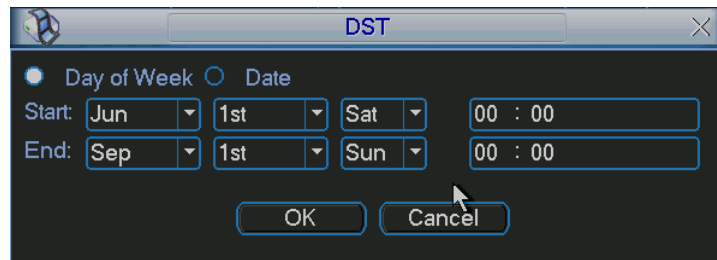 DST
Day of Week Date
Start: Jun 1st Sat 00 : 00
End: Sep 1st Sun 00 : 00
OK Cancel